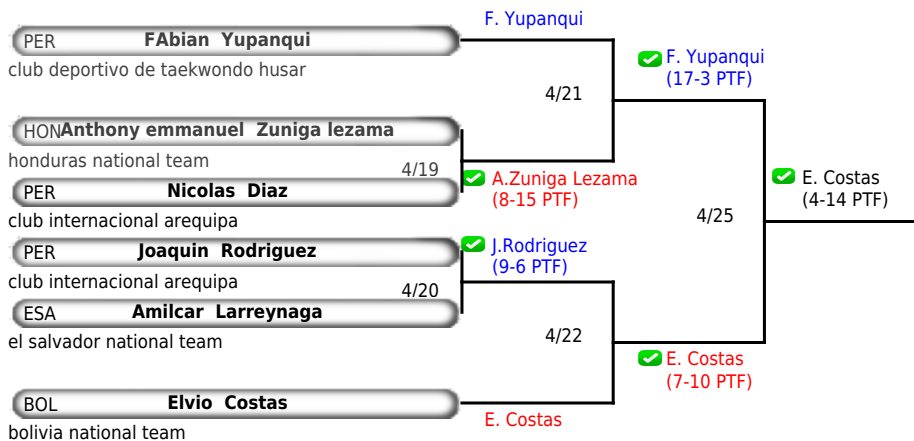 F. Yupanqui
PER FAbian Yupanqui
club deportivo de taekwondo husar
F. Yupanqui
(17-3 PTF)
4/21
HON Anthony emmanuel Zuniga lezama
honduras national team
4/19
A.Zuniga Lezama
(8-15 PTF)
PER Nicolas Diaz
club internacional arequipa
E. Costas
(4-14 PTF)
4/25
PER Joaquin Rodriguez
club internacional arequipa
J.Rodriguez
(9-6 PTF)
4/20
ESA Amilcar Larreynaga
el salvador national team
4/22
E. Costas
(7-10 PTF)
BOL Elvio Costas
bolivia national team
E. Costas